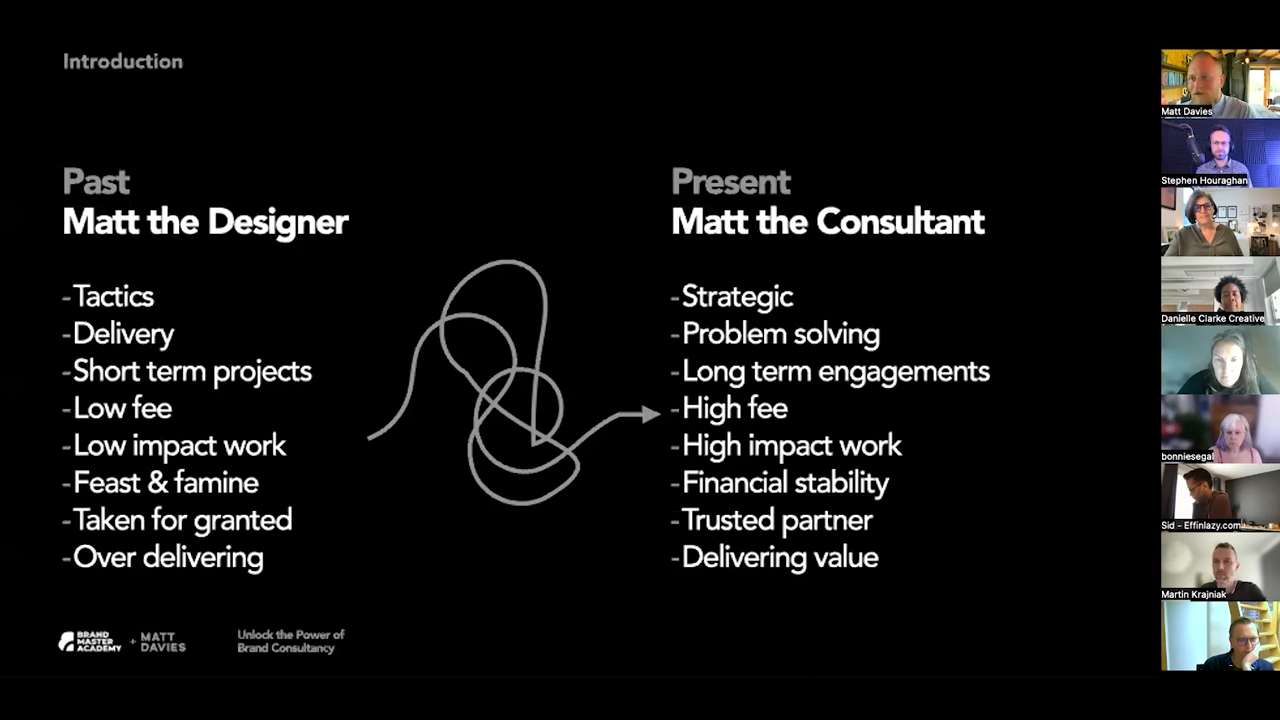 Introduction
Past
Matt the Designer
-Tactics
-Delivery
-Short term projects
-Low fee
-Low impact work
-Feast & famine
-Taken for granted
-Over delivering
Present
Matt the Consultant
-Strategic
-Problem solving
-Long term engagements
-High fee
-High impact work
-Financial stability
-Trusted partner
-Delivering value
BRAND
MASTER
ACADEMY
+ MATT
DAVIES
Unlock the Power of
Brand Consultancy
Matt Davies
Stephen Houraghan
Danielle Clarke Creative
bonniesegal
Sid - Effinlazy.com
Martin Krajniak